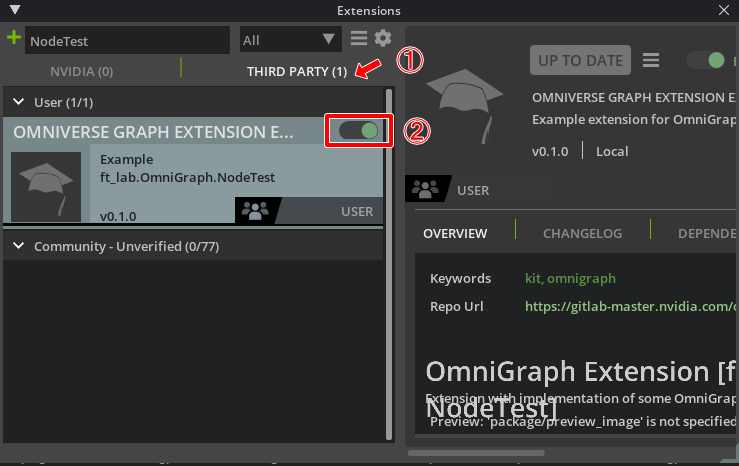 Extensions
NodeTest
All
NVIDIA (0)
THIRD PARTY (1)
①
User (1/1)
OMNIVERSE GRAPH EXTENSION E...
②
Example
ft_lab.OmniGraph.NodeTest
v0.1.0
USER
Community - Unverified (0/77)
UP TO DATE
OMNIVERSE GRAPH EXTENSION E
Example extension for OmniGra
v0.1.0
Local
USER
OVERVIEW
CHANGELOG
DEPENDE
Keywords
kit, omnigraph
Repo Url
https://gitlab-master.nvidia.com/
OmniGraph Extension [f
Extension with implementation of some OmniGrap
NodeTest]
Preview: 'package/preview_image' is not specified